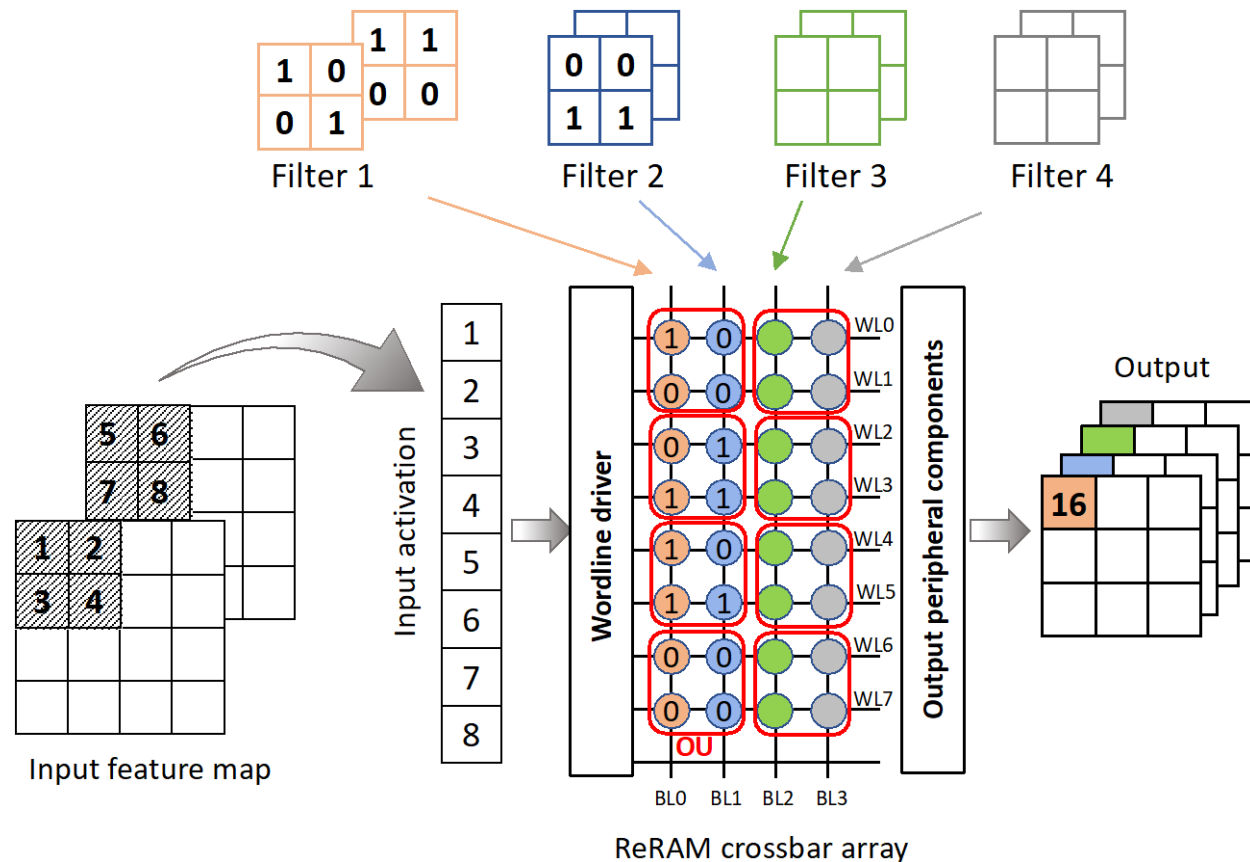 1 1
0 0
1 0
0 1
0 0
1 1
Filter 1
Filter 2
Filter 3
Filter 4
5 6
7 8
1 2
3 4
Input feature map
Input activation
1
2
3
4
5
6
7
8
Wordline driver
1 0 WL0
0 0 WL1
0 1 WL2
1 1 WL3
1 0 WL4
1 1 WL5
0 0 WL6
0 0 WL7
OU
BL0 BL1 BL2 BL3
ReRAM crossbar array
Output peripheral components
Output
16